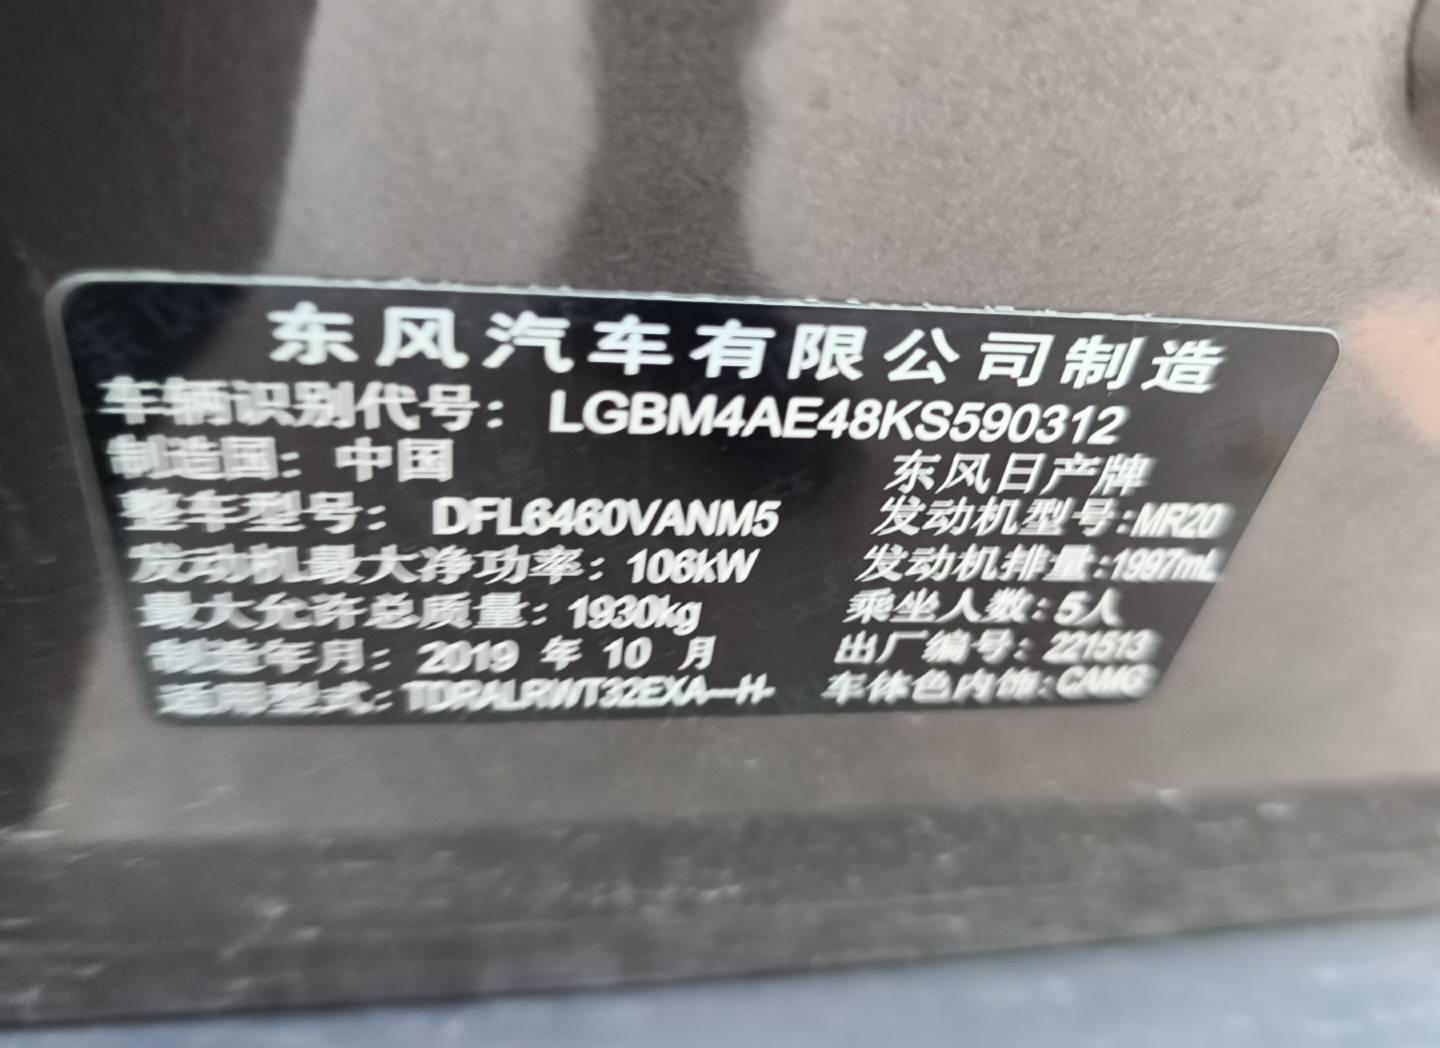 东风汽车有限公司制造
车辆识别代号：LGBM4AE48KS590312
制造国：中国 东风日产牌
整车型号：DFL6460VANM5 发动机型号：MR20
发动机最大净功率：106kW 发动机排量：1997mL
最大允许总质量：1930kg 乘坐人数：5人
制造年月：2019 年 10 月 出厂编号：221513
适用型式：TDRALRWT32EXA—H- 车体色内饰：CAMG